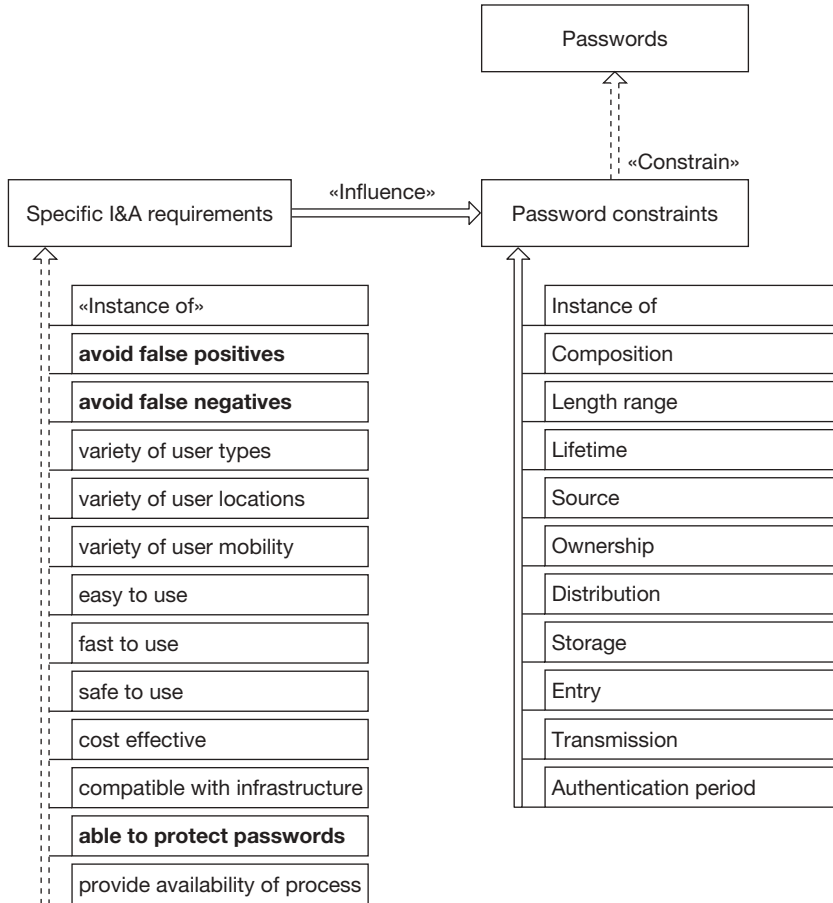 Passwords
«Constrain»
«Influence»
Specific I&A requirements
Password constraints
«Instance of»
avoid false positives
avoid false negatives
variety of user types
variety of user locations
variety of user mobility
easy to use
fast to use
safe to use
cost effective
compatible with infrastructure
able to protect passwords
provide availability of process
Instance of
Composition
Length range
Lifetime
Source
Ownership
Distribution
Storage
Entry
Transmission
Authentication period